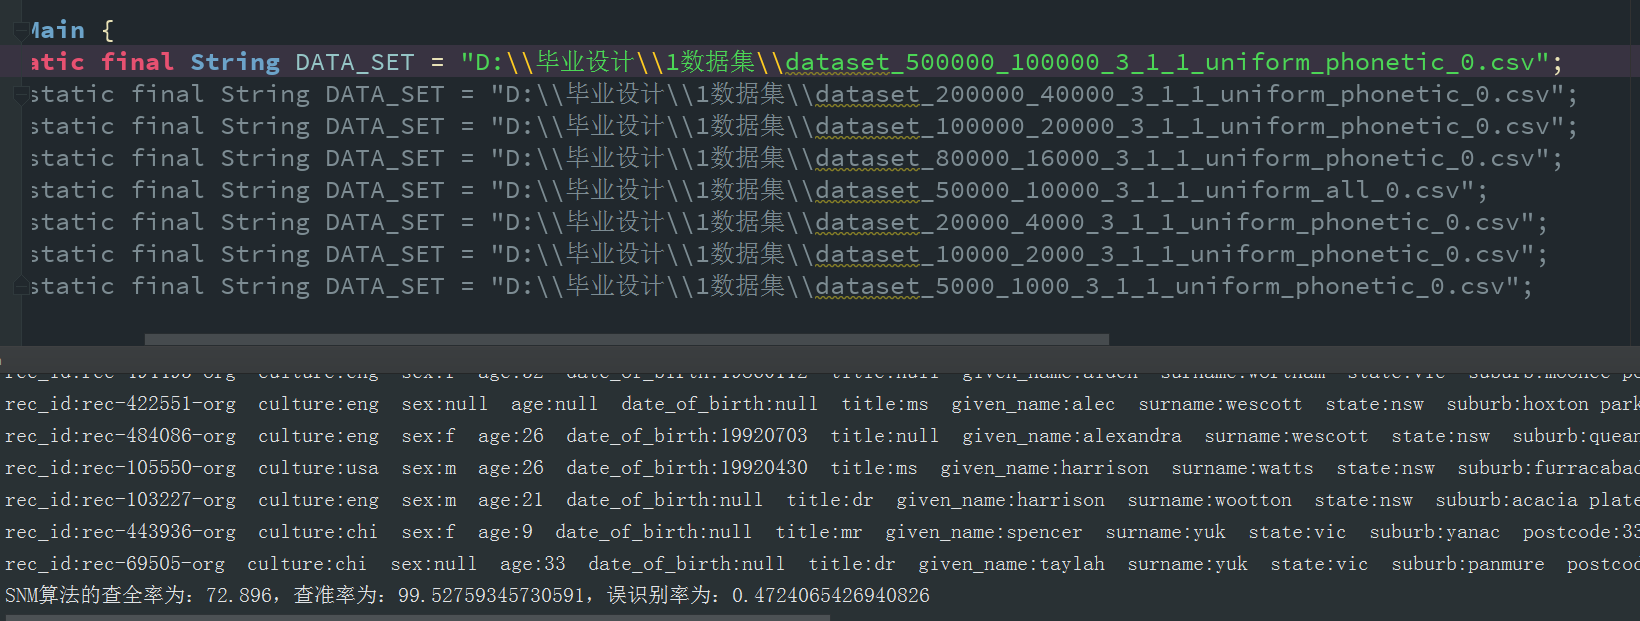 Main {
atic final String DATA_SET = "D:\\毕业设计\\1数据集\\dataset_500000_100000_3_1_1_uniform_phonetic_0.csv";
static final String DATA_SET = "D:\\毕业设计\\1数据集\\dataset_200000_40000_3_1_1_uniform_phonetic_0.csv";
static final String DATA_SET = "D:\\毕业设计\\1数据集\\dataset_100000_20000_3_1_1_uniform_phonetic_0.csv";
static final String DATA_SET = "D:\\毕业设计\\1数据集\\dataset_80000_16000_3_1_1_uniform_phonetic_0.csv";
static final String DATA_SET = "D:\\毕业设计\\1数据集\\dataset_50000_10000_3_1_1_uniform_all_0.csv";
static final String DATA_SET = "D:\\毕业设计\\1数据集\\dataset_20000_4000_3_1_1_uniform_phonetic_0.csv";
static final String DATA_SET = "D:\\毕业设计\\1数据集\\dataset_10000_2000_3_1_1_uniform_phonetic_0.csv";
static final String DATA_SET = "D:\\毕业设计\\1数据集\\dataset_5000_1000_3_1_1_uniform_phonetic_0.csv";
culture:eng title:null
rec_id:rec-422551-org culture:eng sex:null age:null date_of_birth:null title:ms given_name:alec surname:wescott state:nsw suburb:hoxton park
rec_id:rec-484086-org culture:eng sex:f age:26 date_of_birth:19920703 title:null given_name:alexandra surname:wescott state:nsw suburb:quean
rec_id:rec-105550-org culture:usa sex:m age:26 date_of_birth:19920430 title:ms given_name:harrison surname:watts state:nsw suburb:furracabad
rec_id:rec-103227-org culture:eng sex:m age:21 date_of_birth:null title:dr given_name:harrison surname:wootton state:nsw suburb:acacia plate
rec_id:rec-443936-org culture:chi sex:f age:9 date_of_birth:null title:mr given_name:spencer surname:yuk state:vic suburb:yanac postcode:33
rec_id:rec-69505-org culture:chi sex:null age:33 date_of_birth:null title:dr given_name:taylah surname:yuk state:vic suburb:panmure postcod
SNM算法的查全率为：72.896，查准率为：99.52759345730591，误识别率为：0.4724065426940826